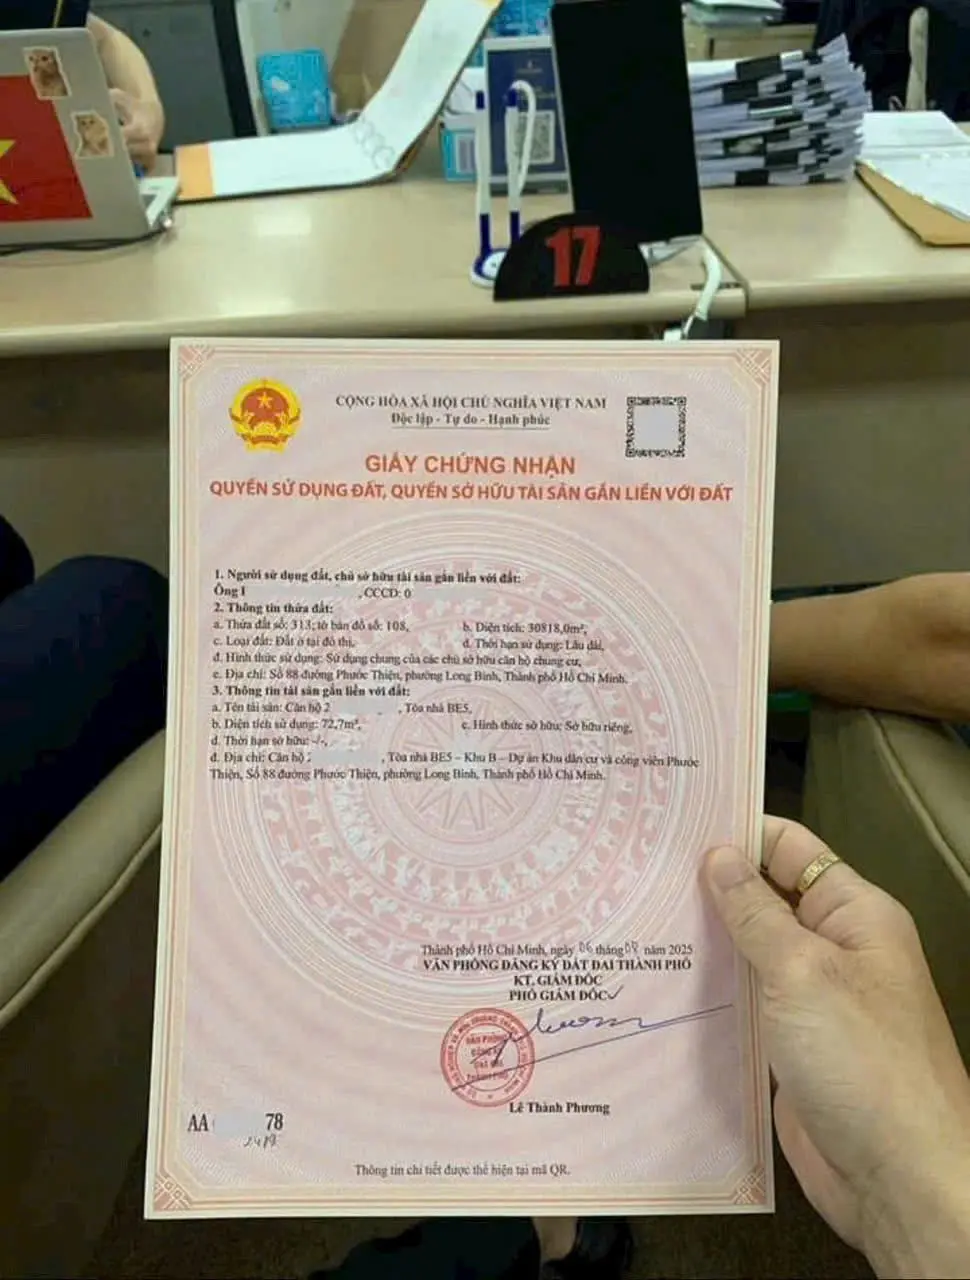 17
CỘNG HÒA XÃ HỘI CHỦ NGHĨA VIỆT NAM
Độc lập - Tự do - Hạnh phúc
GIẤY CHỨNG NHẬN
QUYỀN SỬ DỤNG ĐẤT, QUYỀN SỞ HỮU TÀI SẢN GẮN LIỀN VỚI ĐẤT
1. Người sử dụng đất, chủ sở hữu tài sản gắn liền với đất:
Ông , CCCD: 0
2. Thông tin thửa đất:
a. Thửa đất số: 313; tờ bản đồ số: 108, b. Diện tích: 30818,0m²,
c. Loại đất: Đất ở tại đô thị, d. Thời hạn sử dụng: Lâu dài,
đ. Hình thức sử dụng: Sử dụng chung của các chủ sở hữu căn hộ chung cư,
e. Địa chỉ: Số 88 đường Phước Thiện, phường Long Bình, Thành phố Hồ Chí Minh.
3. Thông tin tài sản gắn liền với đất:
a. Tên tài sản: Căn hộ 2 , Tòa nhà BE5,
b. Diện tích sử dụng: 72,7m², c. Hình thức sở hữu: Sở hữu riêng,
d. Thời hạn sở hữu: -/-,
đ. Địa chỉ: Căn hộ 2 , Tòa nhà BE5 – Khu B – Dự án Khu dân cư và công viên Phước
Thiện, Số 88 đường Phước Thiện, phường Long Bình, Thành phố Hồ Chí Minh.
Thành phố Hồ Chí Minh, ngày 06 tháng năm 2025
VĂN PHÒNG ĐĂNG KÝ ĐẤT ĐAI THÀNH PHỐ
KT. GIÁM ĐỐC
PHÓ GIÁM ĐỐC
VĂN PHÒNG
ĐĂNG KÝ
ĐẤT ĐAI
THÀNH PHỐ
Lê Thành Phương
AA 78
Thông tin chi tiết được thể hiện tại mã QR.